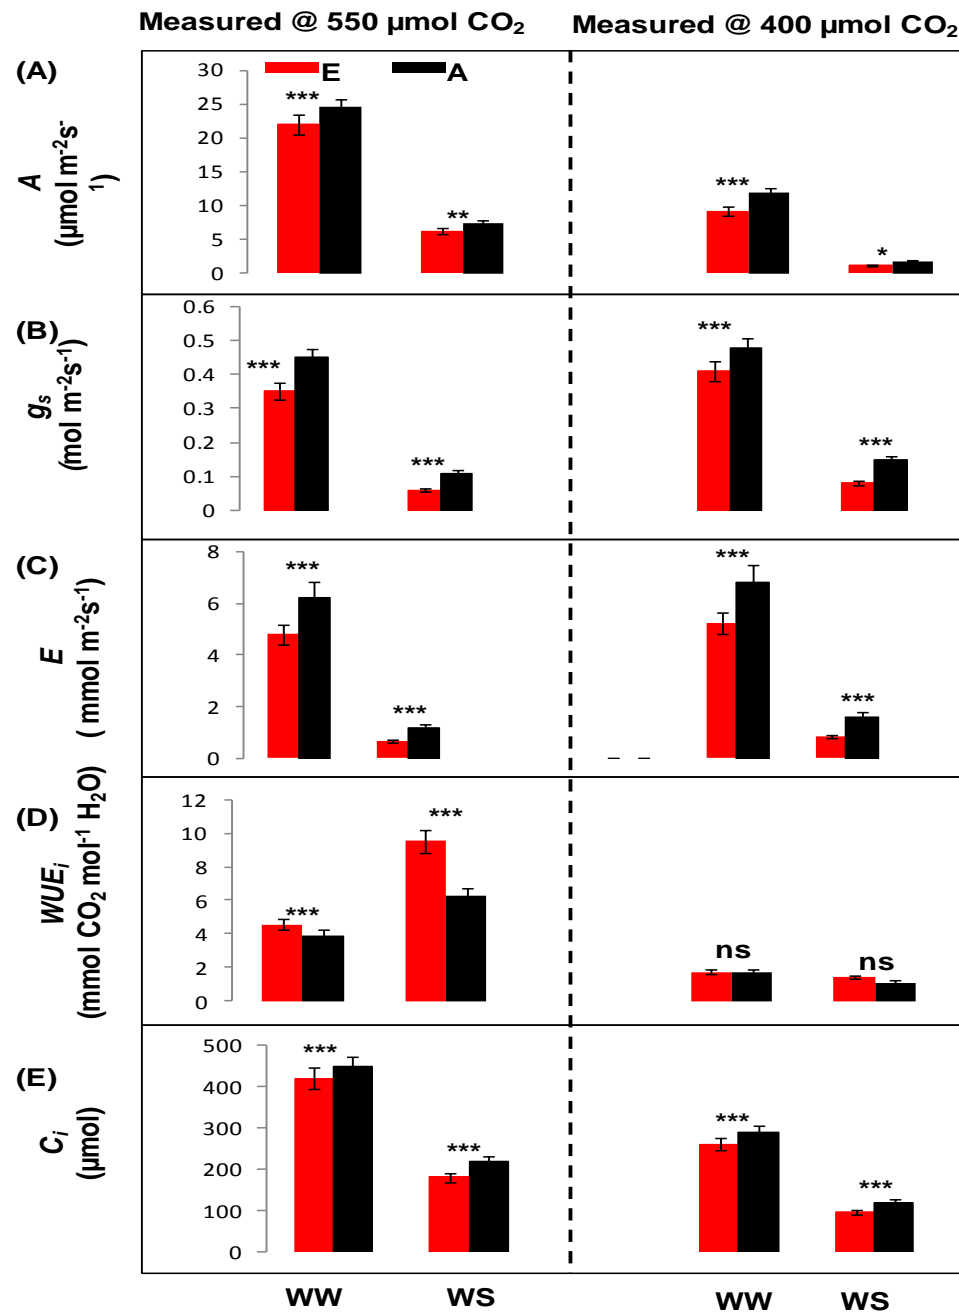 Measured @ 550 µmol CO₂
Measured @ 400 µmol CO₂
(A)
A
(µmol m⁻²s⁻
¹)
30
25
20
15
10
5
0
E
A
***
**
***
*
(B)
gₛ
(mol m⁻²s⁻¹)
0.6
0.5
0.4
0.3
0.2
0.1
0
***
***
***
***
(C)
E
( mmol m⁻²s⁻¹)
8
6
4
2
0
***
***
***
***
(D)
WUEᵢ
(mmol CO₂ mol⁻¹ H₂O)
12
10
8
6
4
2
0
***
***
ns
ns
(E)
Cᵢ
(µmol)
500
400
300
200
100
0
***
***
***
***
WW
WS
WW
WS